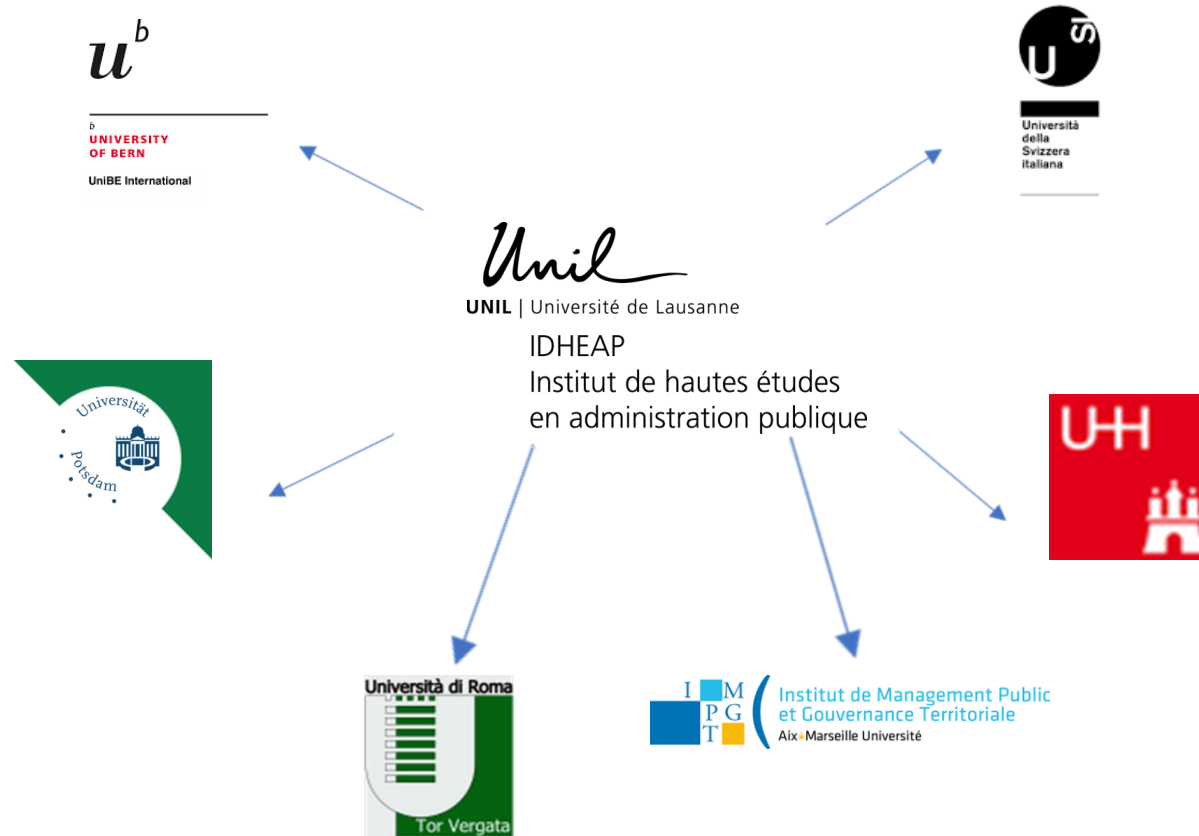 u b
b
UNIVERSITY
OF BERN
UniBE International
U SI
Università
della
Svizzera
italiana
Unil
UNIL | Université de Lausanne
IDHEAP
Institut de hautes études
en administration publique
Universität
Potsdam
UHH
Università di Roma
Tor Vergata
I M
P G
T
Institut de Management Public
et Gouvernance Territoriale
Aix*Marseille Université